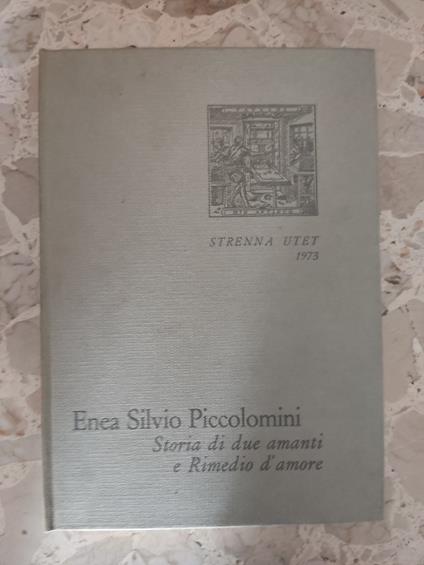 STRENNA UTET
1973
Enea Silvio Piccolomini
Storia di due amanti
e Rimedio d'amore